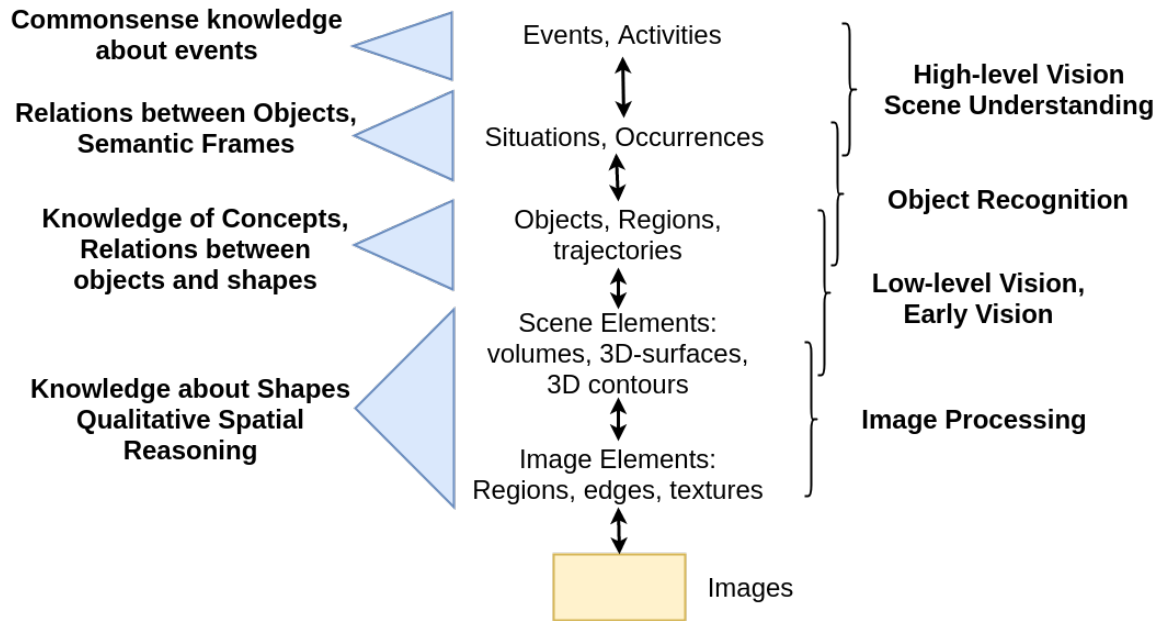 Commonsense knowledge
about events
Relations between Objects,
Semantic Frames
Knowledge of Concepts,
Relations between
objects and shapes
Knowledge about Shapes
Qualitative Spatial
Reasoning
Events, Activities
Situations, Occurrences
Objects, Regions,
trajectories
Scene Elements:
volumes, 3D-surfaces,
3D contours
Image Elements:
Regions, edges, textures
Images
High-level Vision
Scene Understanding
Object Recognition
Low-level Vision,
Early Vision
Image Processing